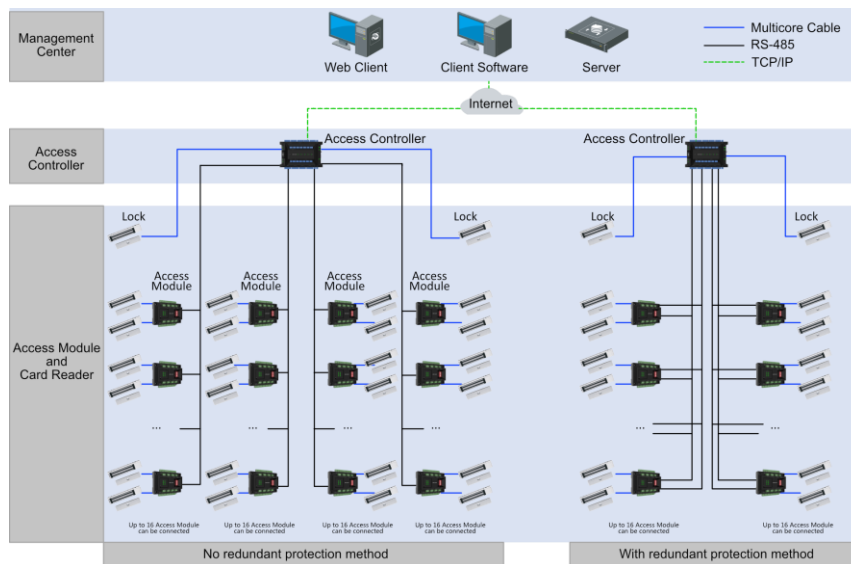 Management
Center
Web Client
Client Software
Server
Multicore Cable
RS-485
TCP/IP
Internet
Access
Controller
Access Controller
Access Controller
Lock
Lock
Lock
Lock
Access
Module
Access
Module
Access
Module
Access
Module
Access Module
and
Card Reader
...
...
...
...
...
...
Up to 16 Access Module
can be connected
Up to 16 Access Module
can be connected
Up to 16 Access Module
can be connected
Up to 16 Access Module
can be connected
Up to 16 Access Module
can be connected
Up to 16 Access Module
can be connected
No redundant protection method
With redundant protection method